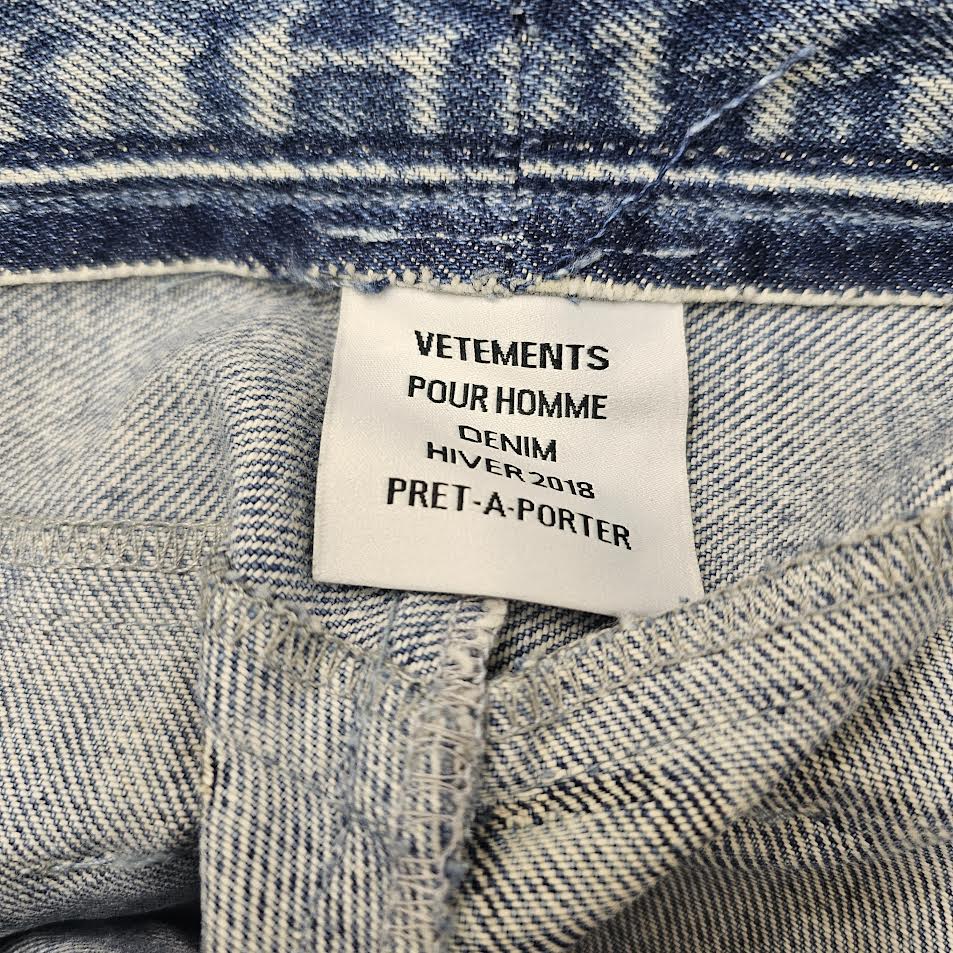 VETEMENTS
POUR HOMME
DENIM
HIVER 2018
PRET-A-PORTER